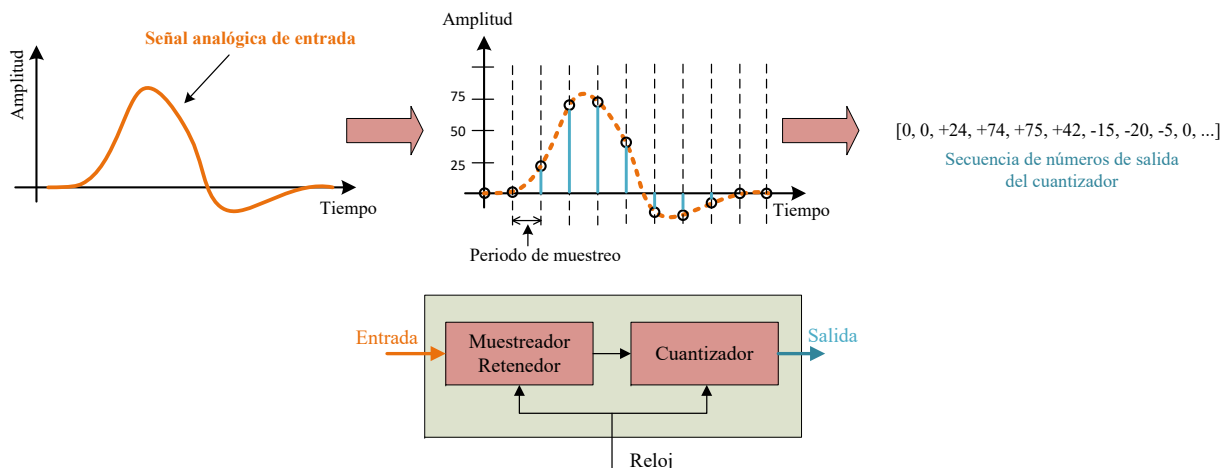 Señal analógica de entrada
Amplitud
Tiempo
Amplitud
75
50
25
Tiempo
Periodo de muestreo
[0, 0, +24, +74, +75, +42, -15, -20, -5, 0, ...]
Secuencia de números de salida
del cuantizador
Entrada
Muestreador
Retenedor
Cuantizador
Salida
Reloj